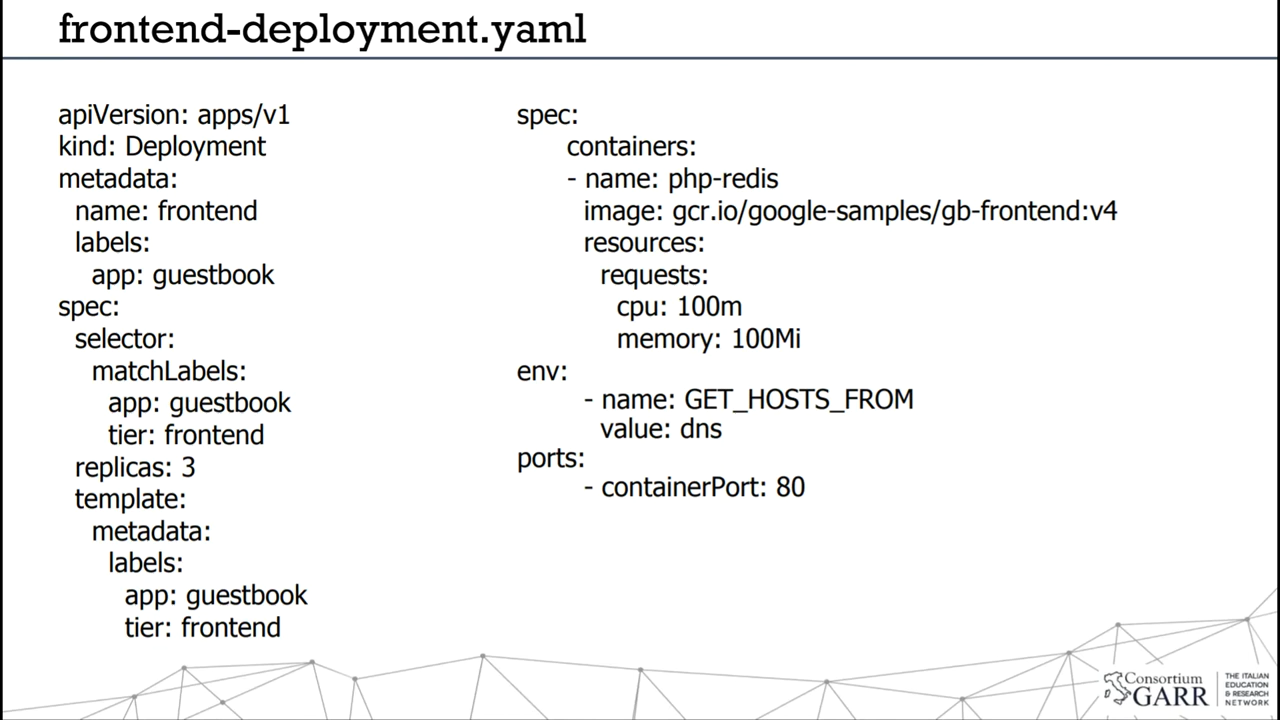 frontend-deployment.yaml
apiVersion: apps/v1
kind: Deployment
metadata:
  name: frontend
  labels:
    app: guestbook
spec:
  selector:
    matchLabels:
      app: guestbook
      tier: frontend
  replicas: 3
  template:
    metadata:
      labels:
        app: guestbook
        tier: frontend
spec:
      containers:
      - name: php-redis
        image: gcr.io/google-samples/gb-frontend:v4
        resources:
          requests:
            cpu: 100m
            memory: 100Mi
env:
        - name: GET_HOSTS_FROM
          value: dns
ports:
        - containerPort: 80
Consortium
GARR
THE ITALIAN
EDUCATION
& RESEARCH
NETWORK